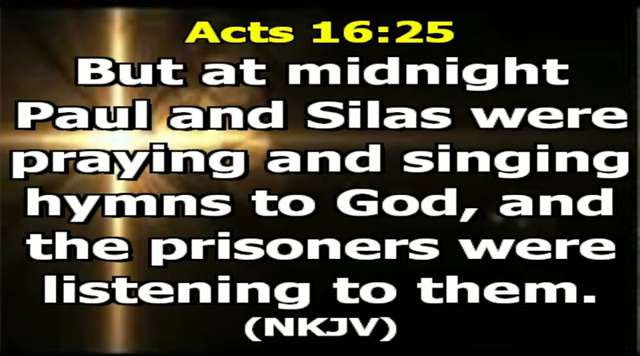 Acts 16:25
But at midnight
Paul and Silas were
praying and singing
hymns to God, and
the prisoners were
listening to them.
(NKJV)